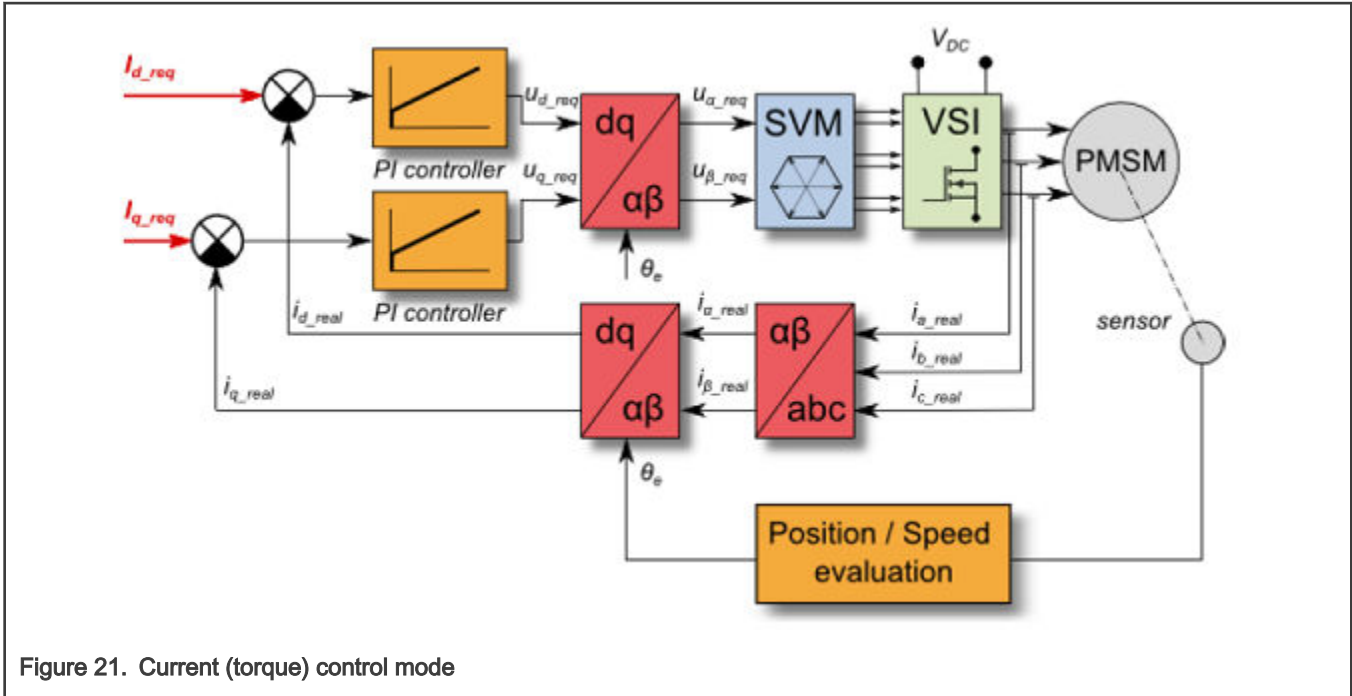 V_DC
I_d_req
u_d_req
u_α_req
dq
αβ
SVM
VSI
PMSM
PI controller
u_q_req
u_β_req
I_q_req
θ_e
i_d_real
PI controller
i_α_real
i_a_real
sensor
dq
αβ
αβ
abc
i_b_real
i_q_real
i_β_real
i_c_real
θ_e
Position / Speed
evaluation
Figure 21. Current (torque) control mode